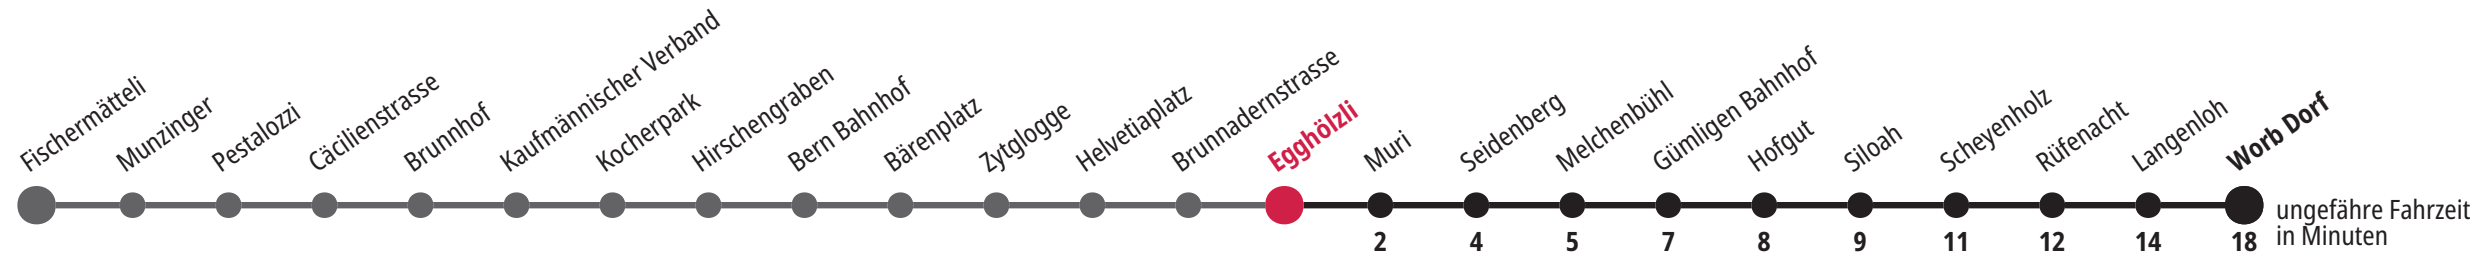 Fischermätteli
Munzinger
Pestalozzi
Cäcilienstrasse
Brunnhof
Kaufmännischer Verband
Kocherpark
Hirschengraben
Bern Bahnhof
Bärenplatz
Zytglogge
Helvetiaplatz
Brunnadernstrasse
Egghölzli
Muri
Seidenberg
Melchenbühl
Gümligen Bahnhof
Hofgut
Siloah
Scheyenholz
Rüfenacht
Langenloh
Worb Dorf
2 4 5 7 8 9 11 12 14 18
ungefähre Fahrzeit
in Minuten